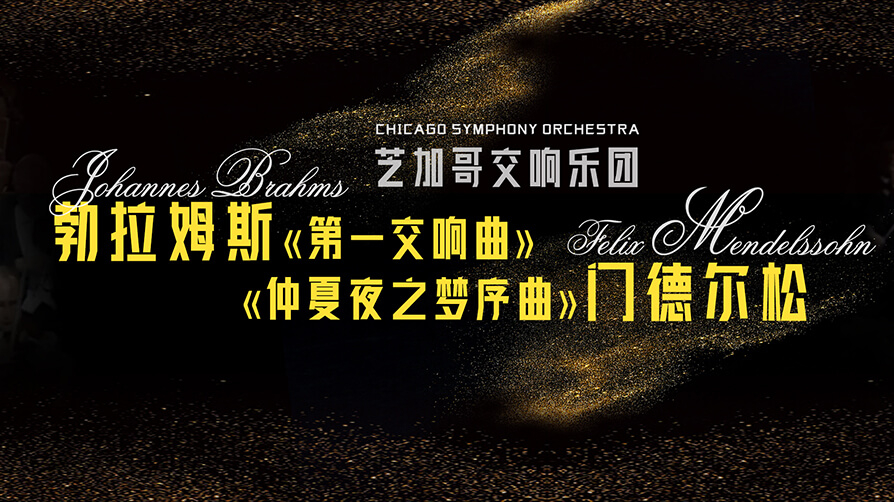 CHICAGO SYMPHONY ORCHESTRA
芝加哥交响乐团
Johannes Brahms
勃拉姆斯《第一交响曲》
Felix Mendelssohn
《仲夏夜之梦序曲》门德尔松